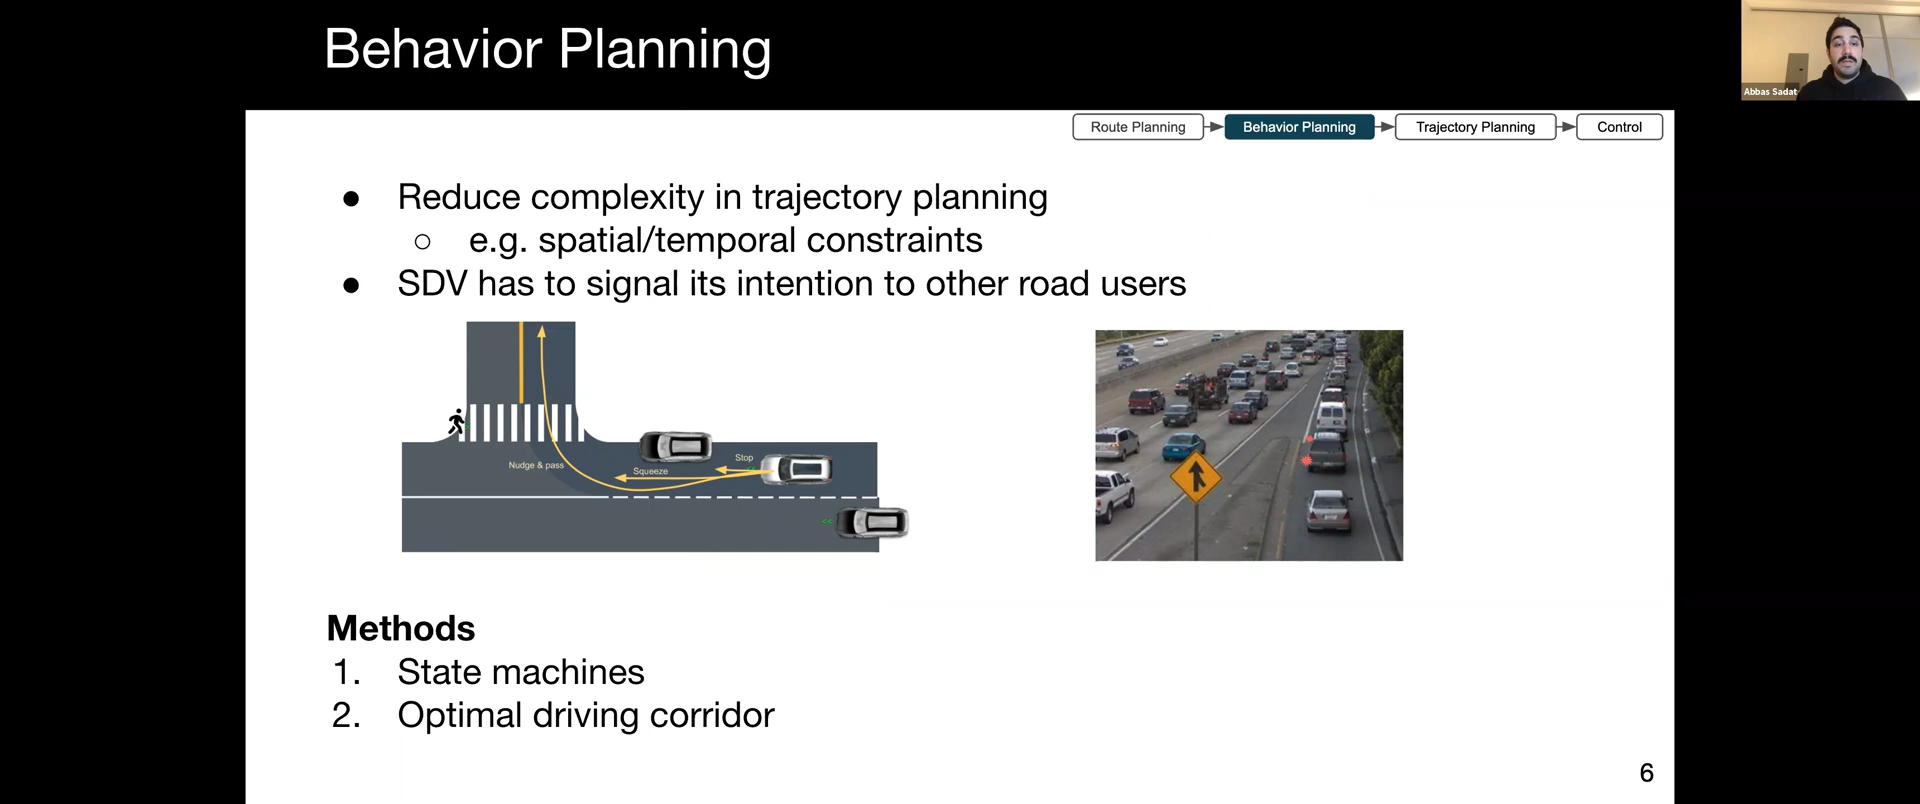 Behavior Planning
Abbas Sadat
Route Planning
Behavior Planning
Trajectory Planning
Control
● Reduce complexity in trajectory planning
○ e.g. spatial/temporal constraints
● SDV has to signal its intention to other road users
Nudge & pass
Squeeze
Stop
<<
Methods
1. State machines
2. Optimal driving corridor
6